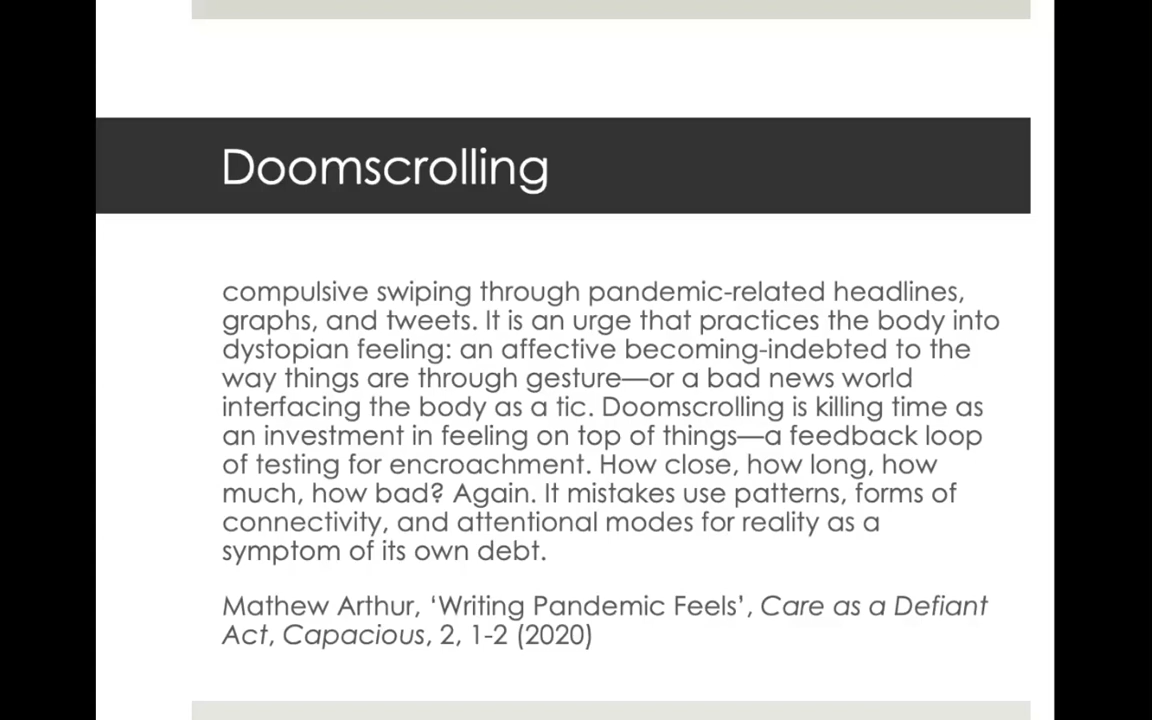 Doomscrolling
compulsive swiping through pandemic-related headlines,
graphs, and tweets. It is an urge that practices the body into
dystopian feeling: an affective becoming-indebted to the
way things are through gesture—or a bad news world
interfacing the body as a tic. Doomscrolling is killing time as
an investment in feeling on top of things—a feedback loop
of testing for encroachment. How close, how long, how
much, how bad? Again. It mistakes use patterns, forms of
connectivity, and attentional modes for reality as a
symptom of its own debt.
Mathew Arthur, ‘Writing Pandemic Feels’, Care as a Defiant
Act, Capacious, 2, 1-2 (2020)